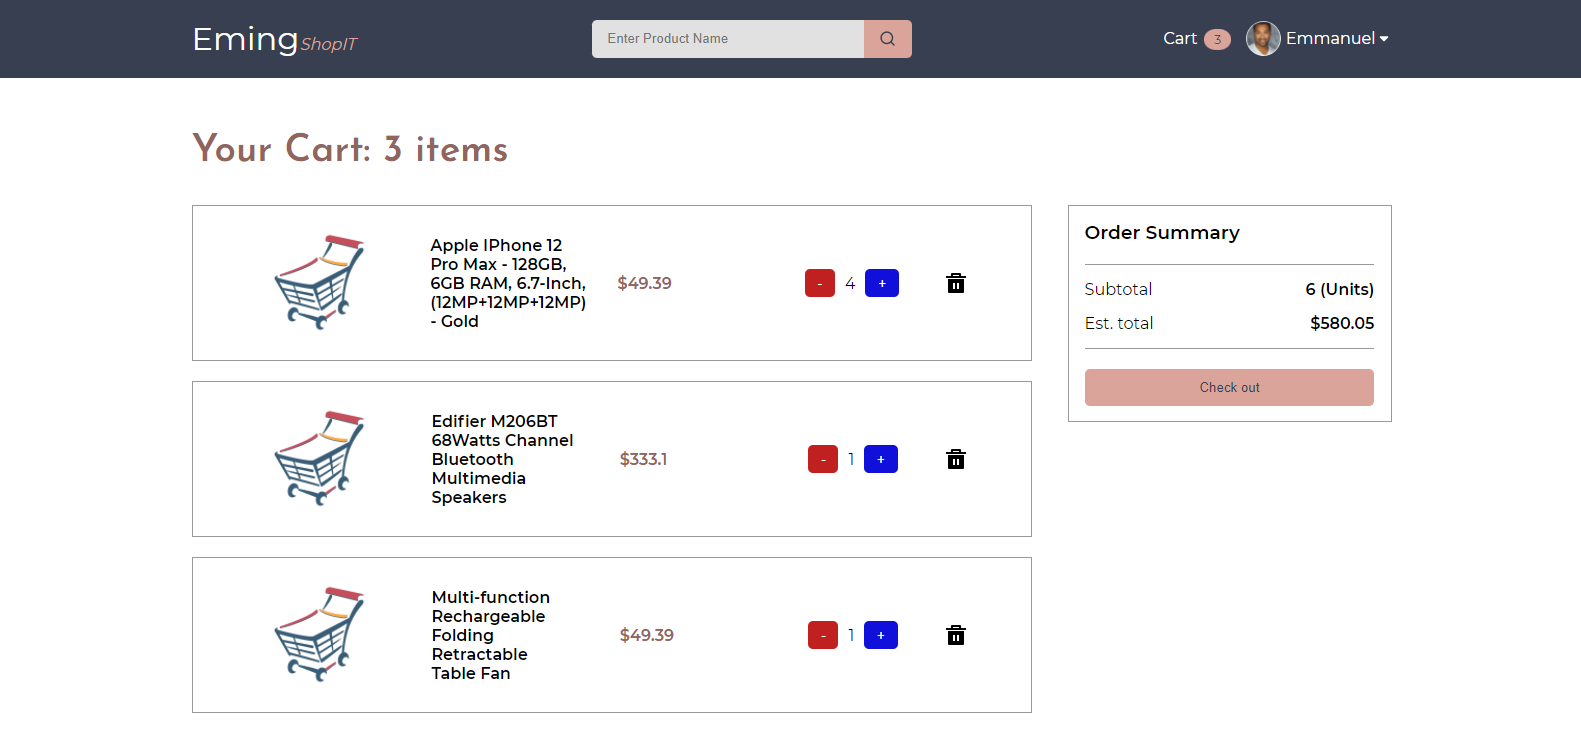 Eming ShopIT
Enter Product Name
Cart 3
Emmanuel
Your Cart: 3 items
Apple IPhone 12
Pro Max - 128GB,
6GB RAM, 6.7-Inch,
(12MP+12MP+12MP)
- Gold
$49.39
- 4 +
Edifier M206BT
68Watts Channel
Bluetooth
Multimedia
Speakers
$333.1
- 1 +
Multi-function
Rechargeable
Folding
Retractable
Table Fan
$49.39
- 1 +
Order Summary
Subtotal 6 (Units)
Est. total $580.05
Check out